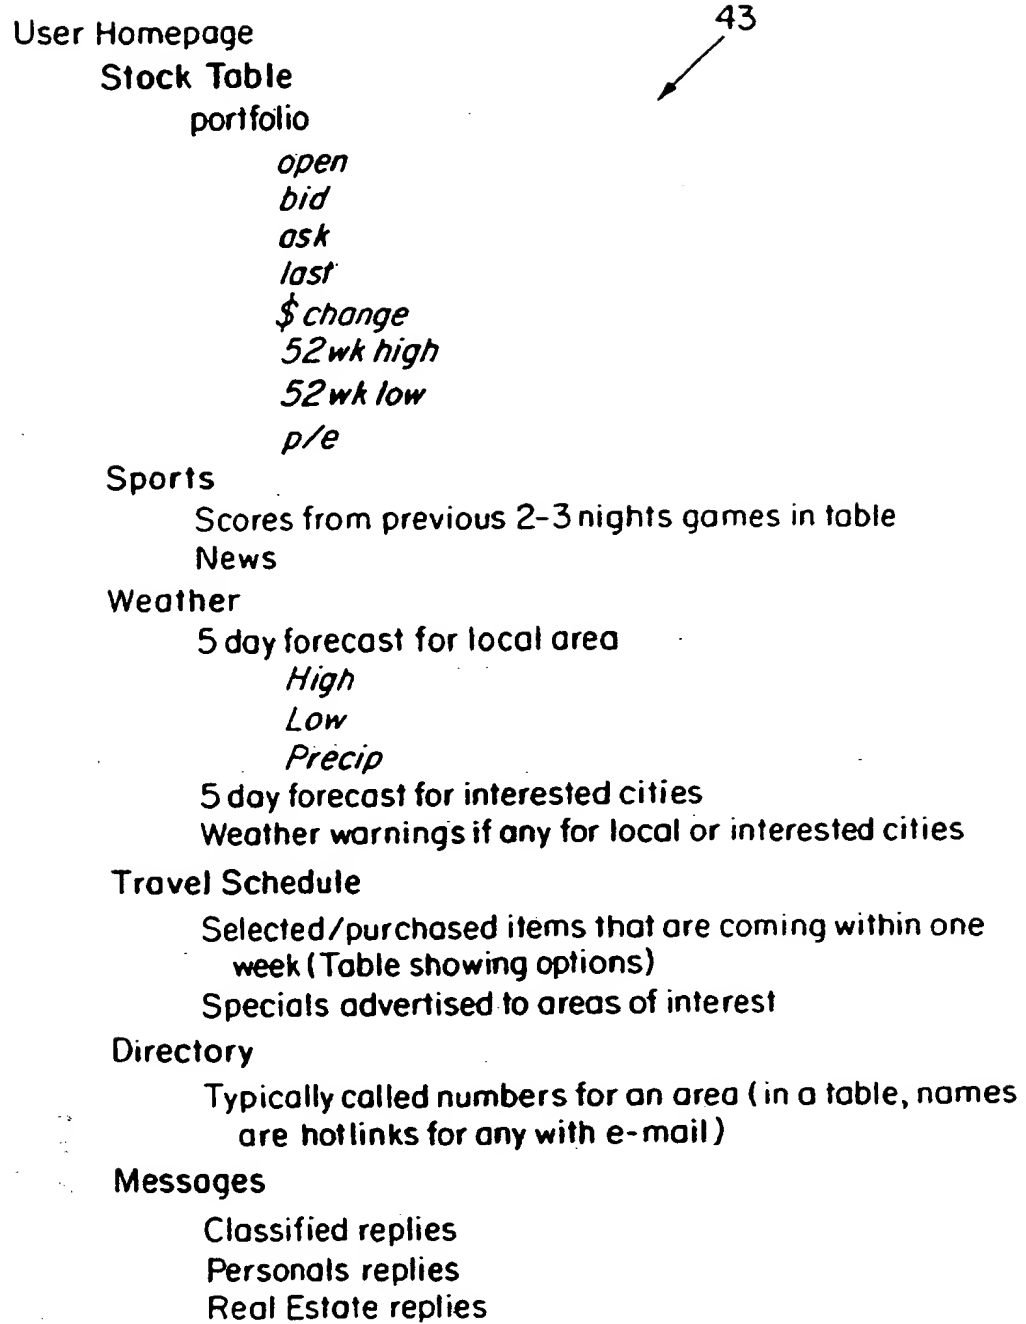 43
User Homepage
Stock Table
portfolio
open
bid
ask
last
$ change
52wk high
52wk low
p/e
Sports
Scores from previous 2-3 nights games in table
News
Weather
5 day forecast for local area
High
Low
Precip
5 day forecast for interested cities
Weather warnings if any for local or interested cities
Travel Schedule
Selected/purchased items that are coming within one
week (Table showing options)
Specials advertised to areas of interest
Directory
Typically called numbers for an area (in a table, names
are hotlinks for any with e-mail)
Messages
Classified replies
Personals replies
Real Estate replies